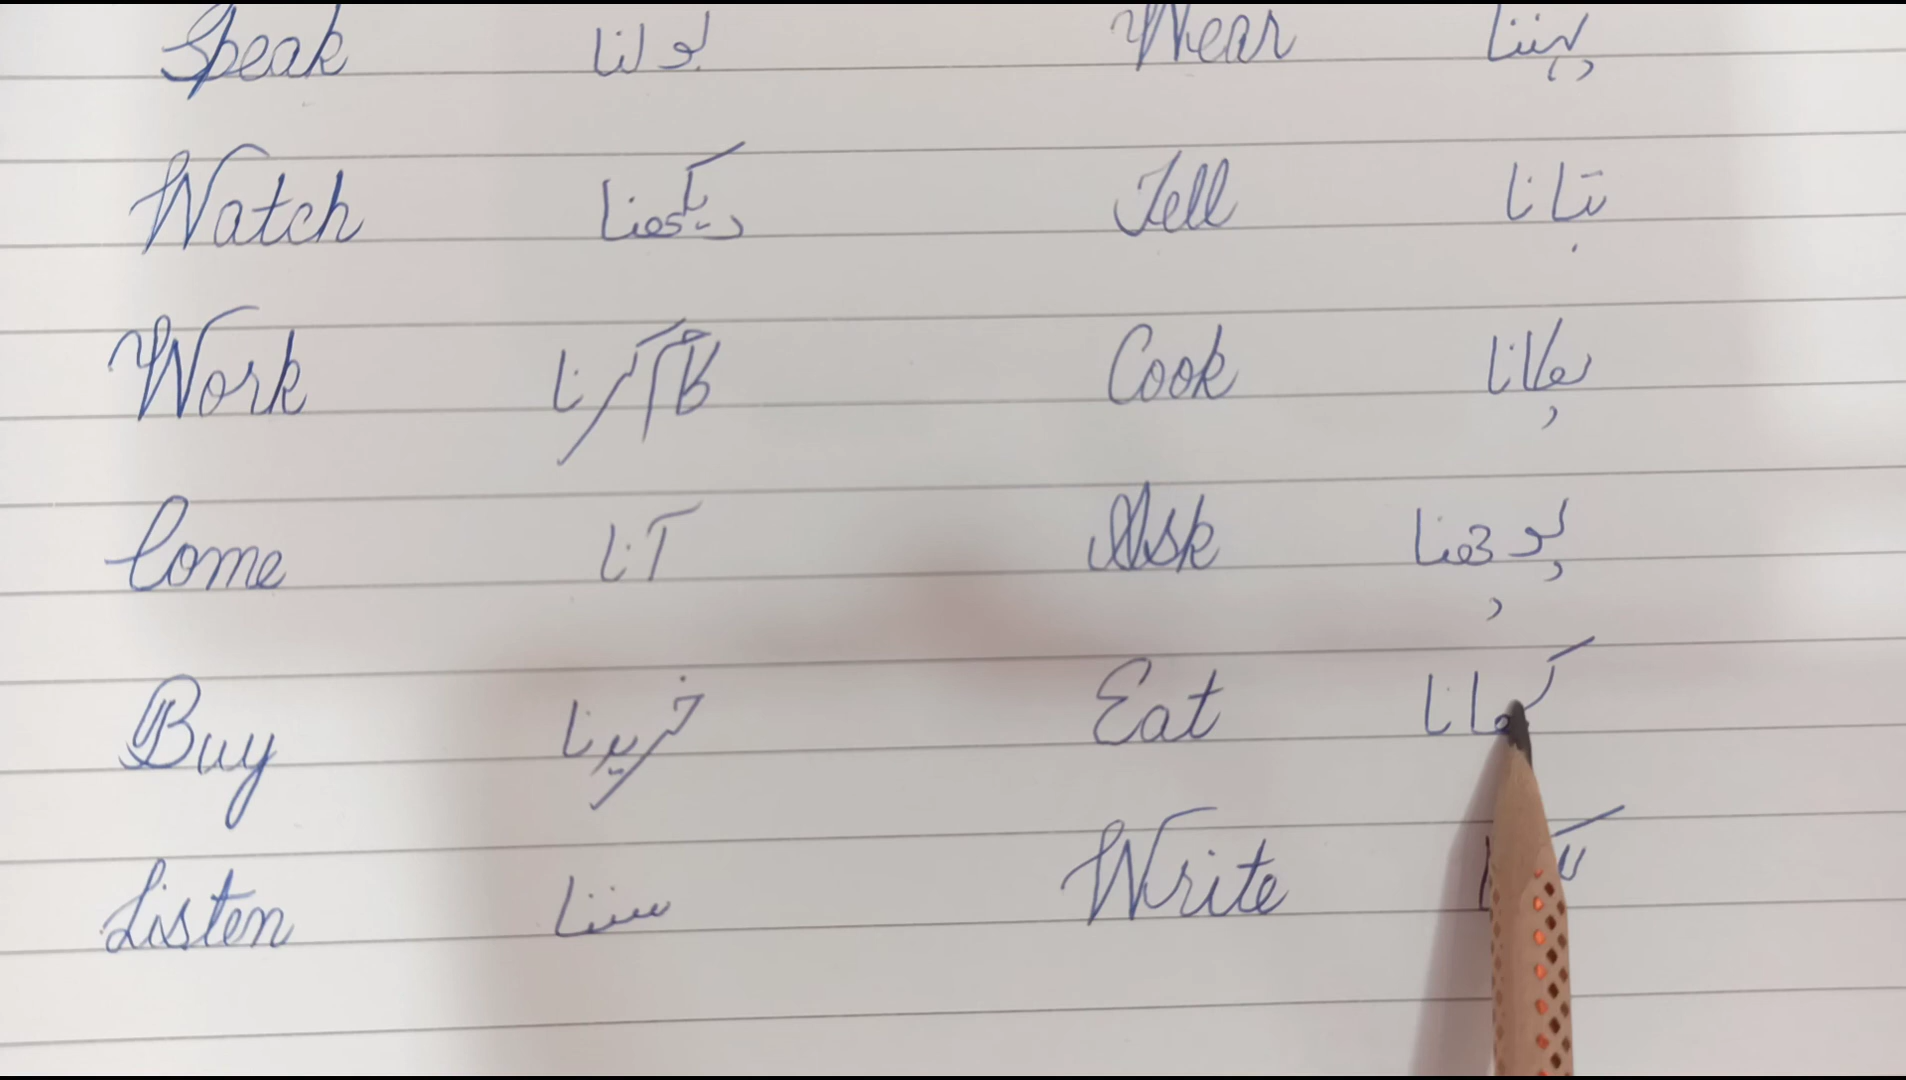 Speak بولنا Wear پہننا
Watch دیکھنا Tell بتانا
Work کام کرنا Cook پکانا
Come آنا Ask پوچھنا
Buy خریدنا Eat کھانا
Listen سننا Write